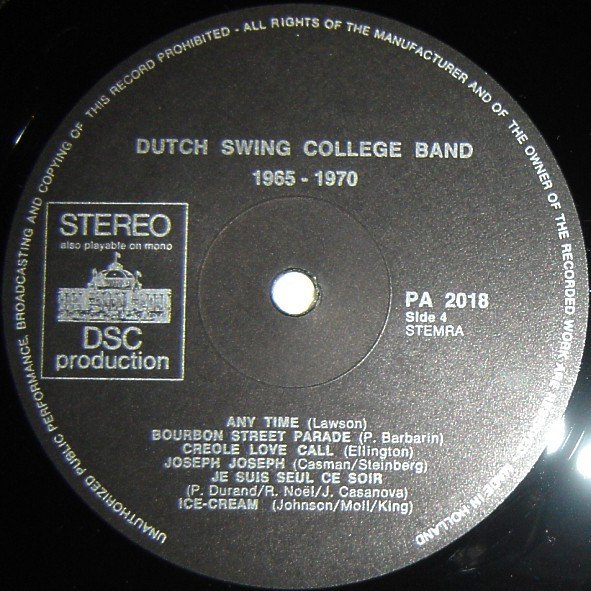 UNAUTHORIZED PUBLIC PERFORMANCE, BROADCASTING AND COPYING OF THIS RECORD PROHIBITED - ALL RIGHTS OF THE MANUFACTURER AND OF THE OWNER OF THE RECORDED WORK ARE MADE IN HOLLAND
DUTCH SWING COLLEGE BAND
1965 - 1970
STEREO
also playable on mono
DSC
production
PA 2018
Side 4
STEMRA
ANY TIME (Lawson)
BOURBON STREET PARADE (P. Barbarin)
CREOLE LOVE CALL (Ellington)
JOSEPH JOSEPH (Casman/Steinberg)
JE SUIS SEUL CE SOIR
(P. Durand/R. Noël/J. Casanova)
ICE-CREAM (Johnson/Moll/King)